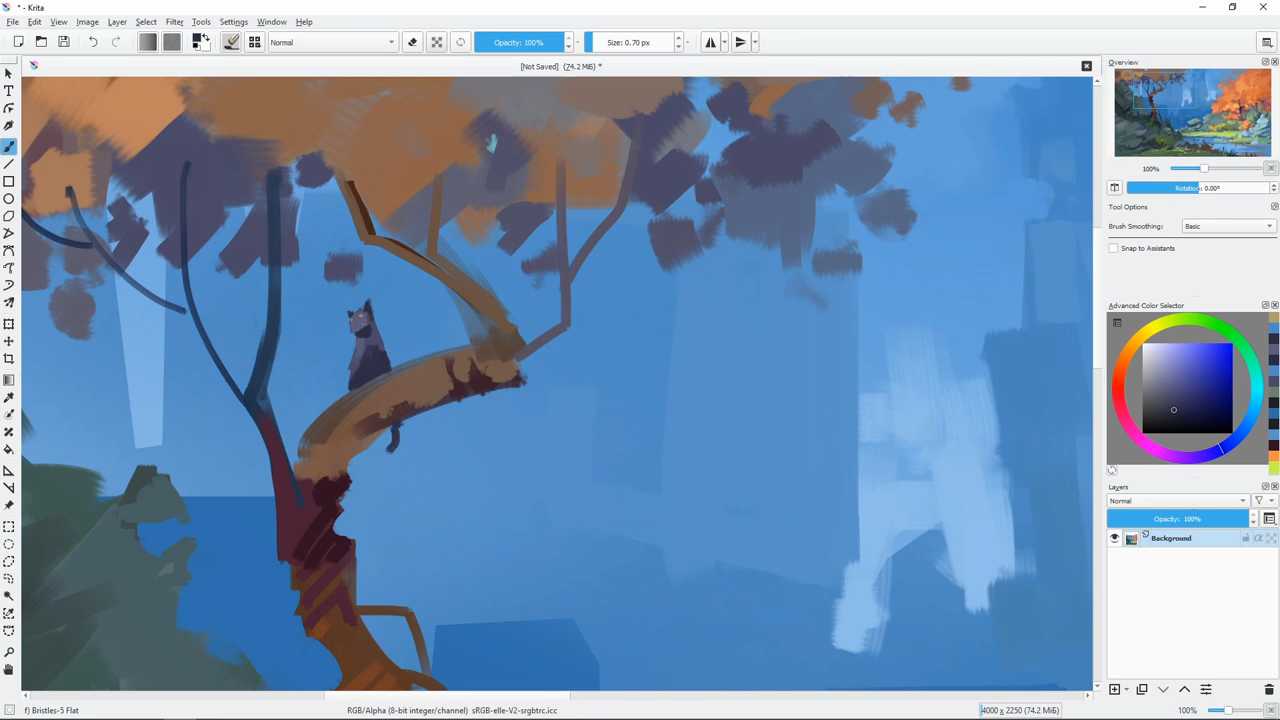 * - Krita
File Edit View Image Layer Select Filter Tools Settings Window Help
Normal Opacity: 100% Size: 0.70 px
[Not Saved] (74.2 MiB) *
Overview
100%
Rotation: 0.00°
Tool Options
Brush Smoothing: Basic
Snap to Assistants
Advanced Color Selector
Layers
Normal
Opacity: 100%
Background
f) Bristles-5 Flat RGB/Alpha (8-bit integer/channel) sRGB-elle-V2-srgbtrc.icc 4000 x 2250 (74.2 MiB) 100%